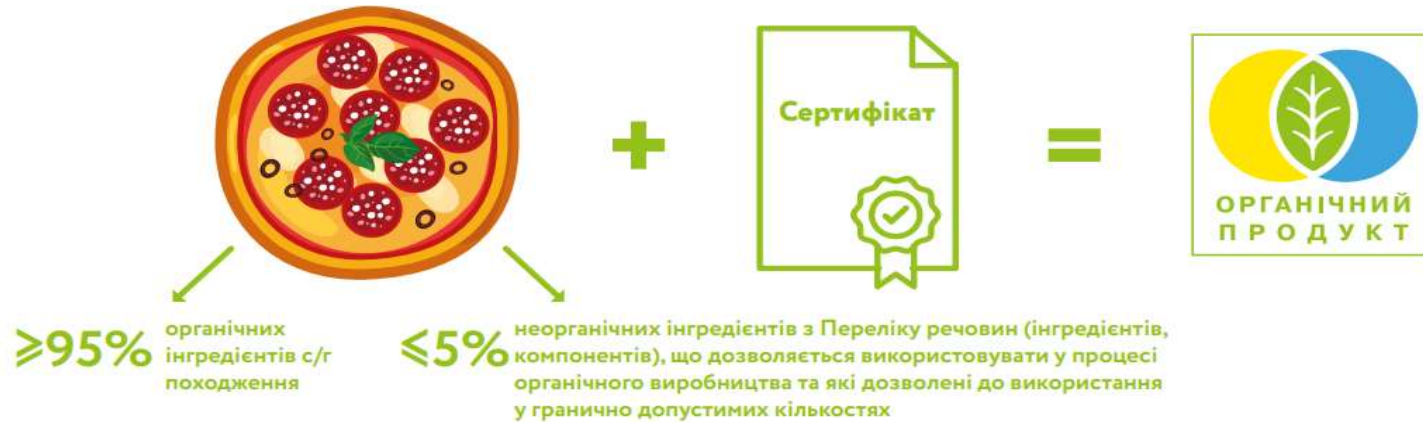 Сертифікат
ОРГАНІЧНИЙ
ПРОДУКТ
≥95%
органічних
інгредієнтів с/г
походження
≤5%
неорганічних інгредієнтів з Переліку речовин (інгредієнтів,
компонентів), що дозволяється використовувати у процесі
органічного виробництва та які дозволені до використання
у гранично допустимих кількостях